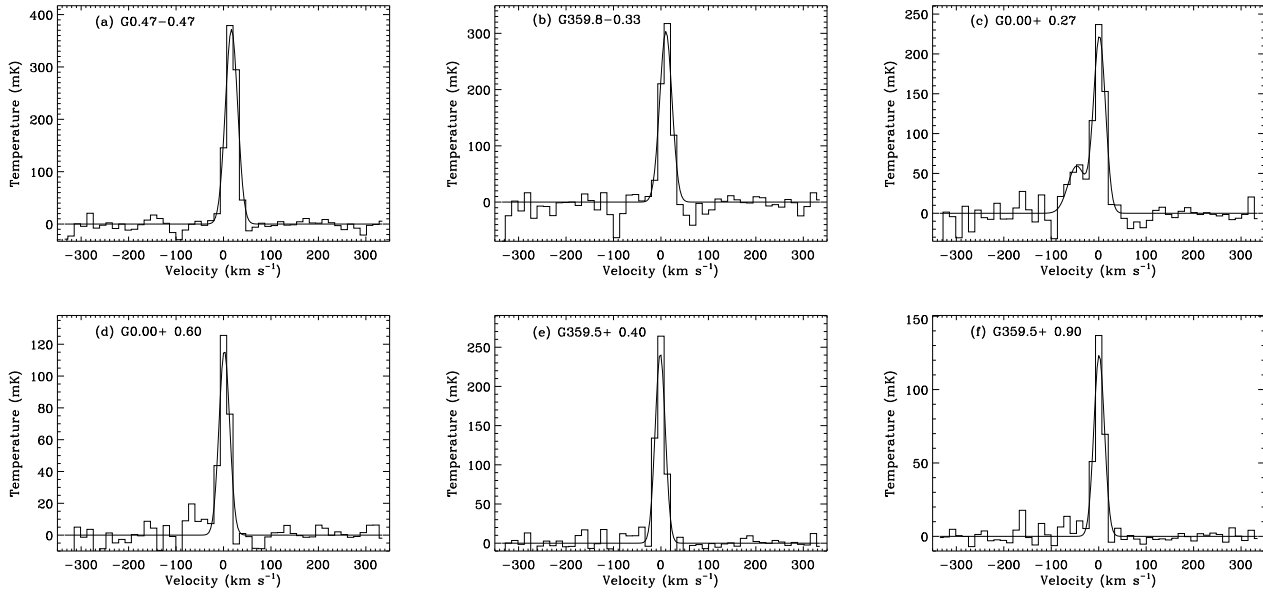 (a) G0.47−0.47
400
300
200
100
0
Temperature (mK)
−300 −200 −100 0 100 200 300
Velocity (km s⁻¹)
(b) G359.8−0.33
300
200
100
0
Temperature (mK)
−300 −200 −100 0 100 200 300
Velocity (km s⁻¹)
(c) G0.00+ 0.27
250
200
150
100
50
0
Temperature (mK)
−300 −200 −100 0 100 200 300
Velocity (km s⁻¹)
(d) G0.00+ 0.60
120
100
80
60
40
20
0
Temperature (mK)
−300 −200 −100 0 100 200 300
Velocity (km s⁻¹)
(e) G359.5+ 0.40
250
200
150
100
50
0
Temperature (mK)
−300 −200 −100 0 100 200 300
Velocity (km s⁻¹)
(f) G359.5+ 0.90
150
100
50
0
Temperature (mK)
−300 −200 −100 0 100 200 300
Velocity (km s⁻¹)